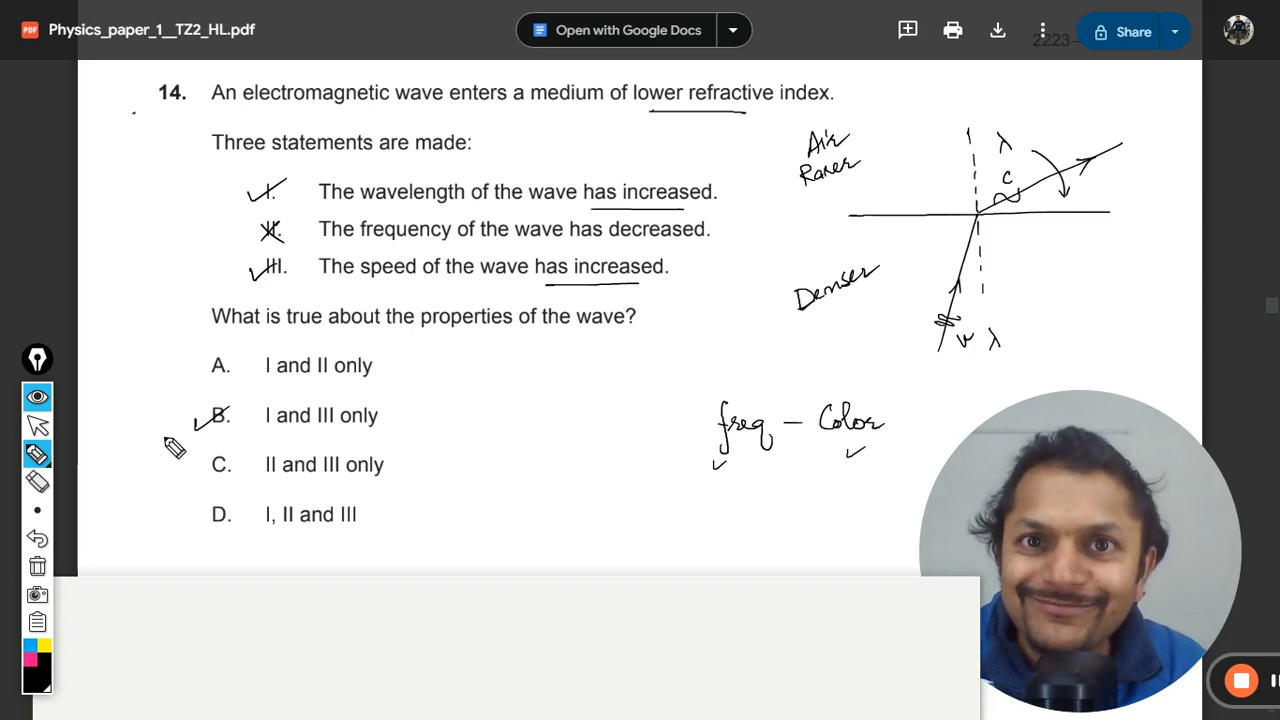 Physics_paper_1__TZ2_HL.pdf
Open with Google Docs
Share
2223
14. An electromagnetic wave enters a medium of lower refractive index.
Three statements are made:
I. The wavelength of the wave has increased.
II. The frequency of the wave has decreased.
III. The speed of the wave has increased.
What is true about the properties of the wave?
A. I and II only
B. I and III only
C. II and III only
D. I, II and III
Air
Rarer
λ
c
Denser
v λ
freq – Color